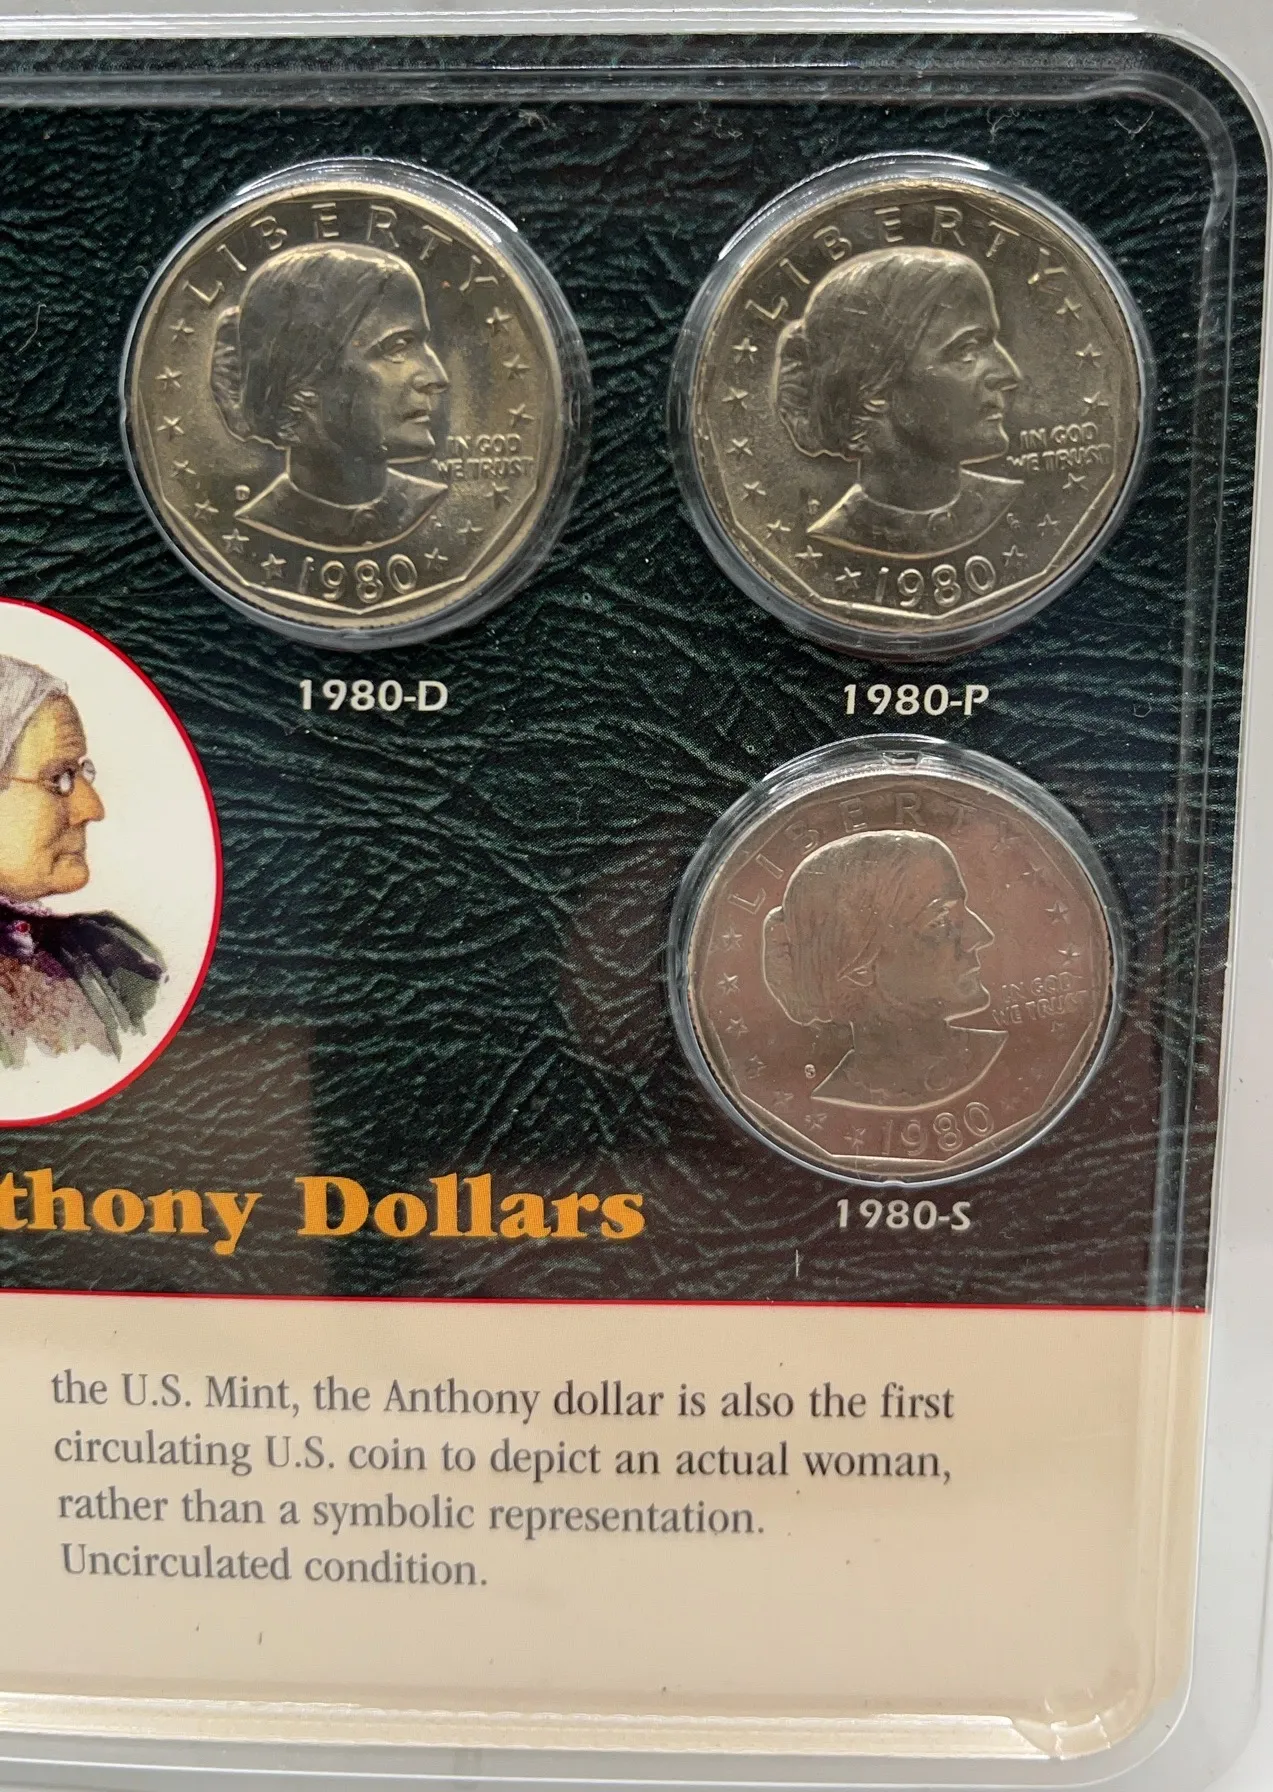 LIBERTY
IN GOD
WE TRUST
D
1980
LIBERTY
IN GOD
WE TRUST
P
1980
1980-D
1980-P
LIBERTY
IN GOD
WE TRUST
S
1980
1980-S
thony Dollars
the U.S. Mint, the Anthony dollar is also the first
circulating U.S. coin to depict an actual woman,
rather than a symbolic representation.
Uncirculated condition.